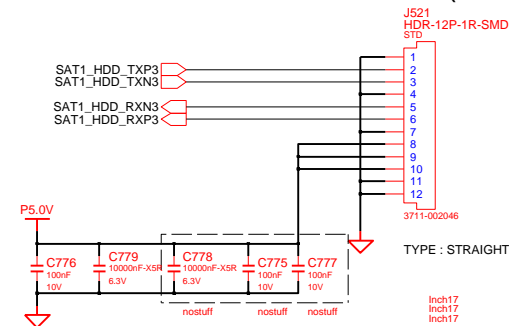 J521
HDR-12P-1R-SMD
STD
SAT1_HDD_TXP3
SAT1_HDD_TXN3
SAT1_HDD_RXN3
SAT1_HDD_RXP3
1
2
3
4
5
6
7
8
9
10
11
12
3711-002046
TYPE : STRAIGHT
P5.0V
C776
100nF
10V
C779
10000nF-X5R
6.3V
C778
10000nF-X5R
6.3V
C775
100nF
10V
C777
100nF
10V
nostuff
nostuff
nostuff
Inch17
Inch17
Inch17